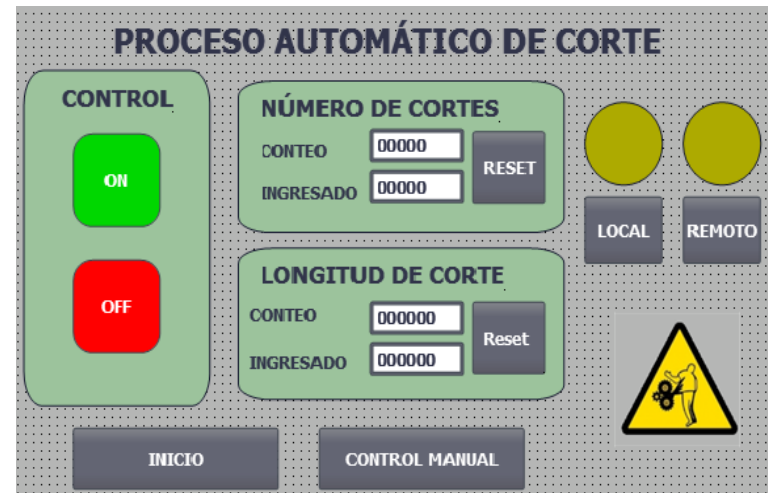 PROCESO AUTOMÁTICO DE CORTE
CONTROL
ON
OFF
NÚMERO DE CORTES
CONTEO 00000
INGRESADO 00000
RESET
LONGITUD DE CORTE
CONTEO 000000
INGRESADO 000000
Reset
LOCAL
REMOTO
INICIO
CONTROL MANUAL